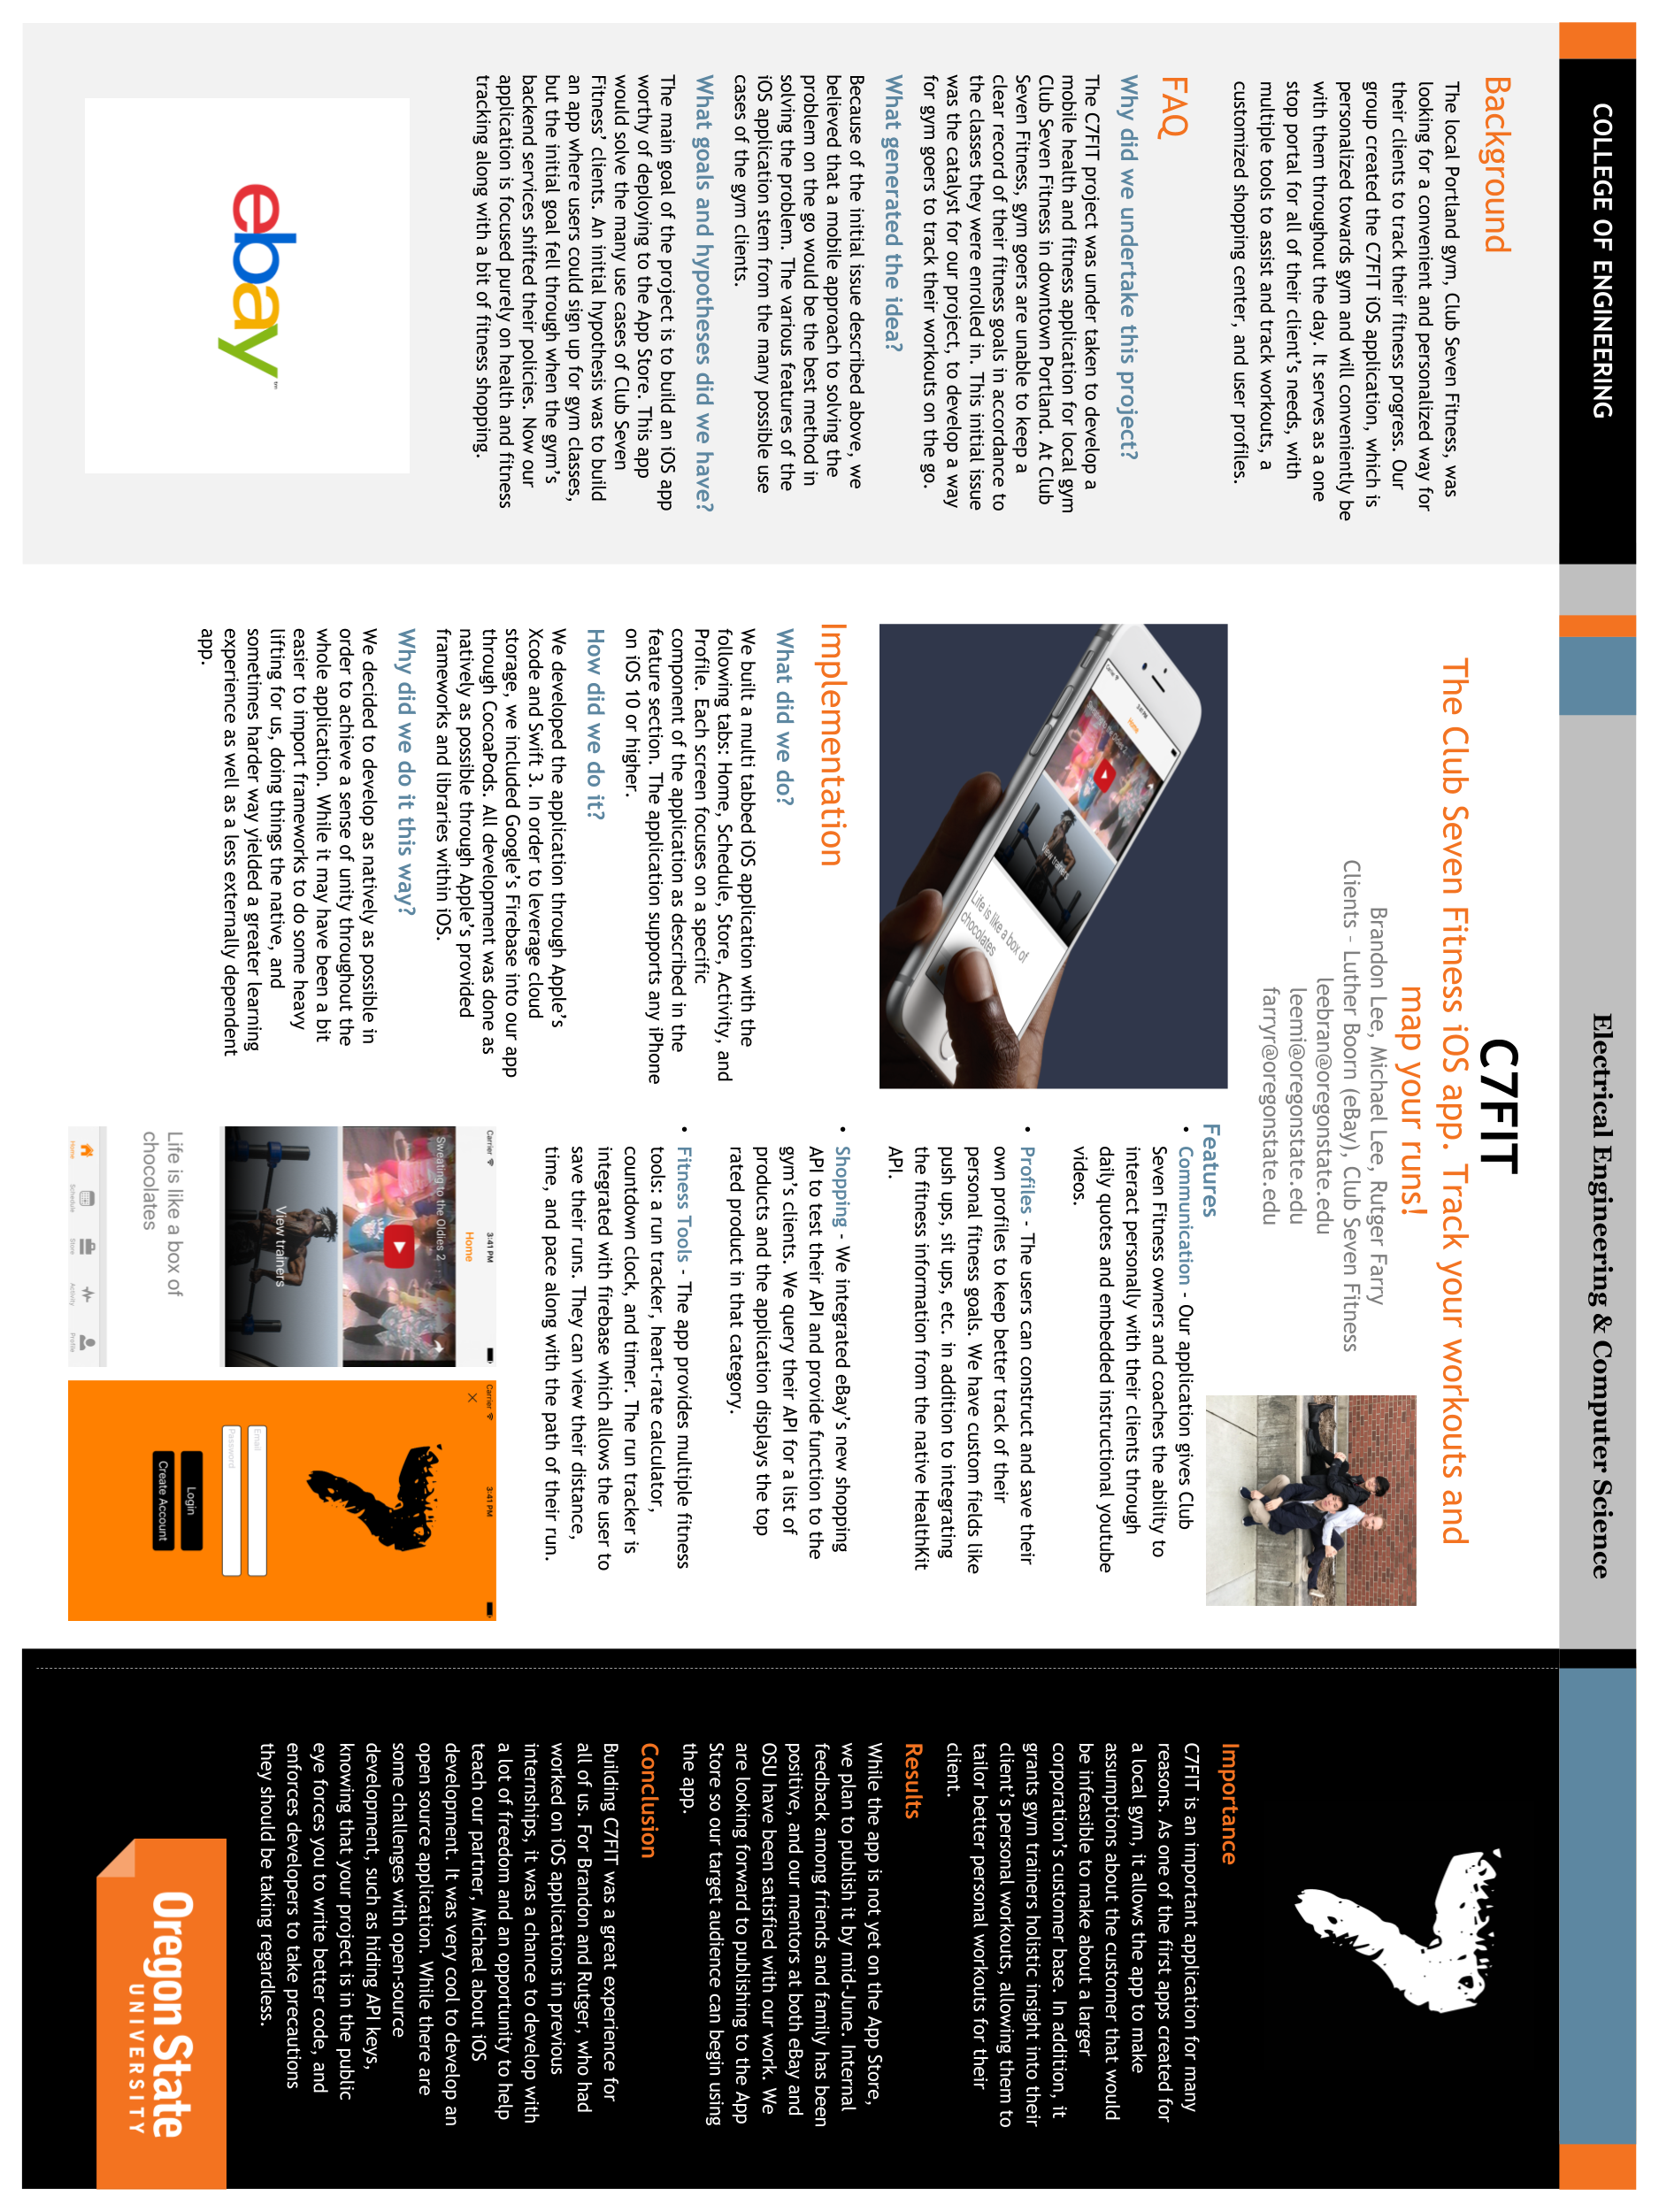 COLLEGE OF ENGINEERING
Electrical Engineering & Computer Science
Background
The local Portland gym, Club Seven Fitness, was
looking for a convenient and personalized way for
their clients to track their fitness progress. Our
group created the C7FIT iOS application, which is
personalized towards gym and will conveniently be
with them throughout the day. It serves as a one
stop portal for all of their client's needs, with
multiple tools to assist and track workouts, a
customized shopping center, and user profiles.
FAQ
Why did we undertake this project?
The C7FIT project was under taken to develop a
mobile health and fitness application for local gym
Club Seven Fitness in downtown Portland. At Club
Seven Fitness, gym goers are unable to keep a
clear record of their fitness goals in accordance to
the classes they were enrolled in. This initial issue
was the catalyst for our project, to develop a way
for gym goers to track their workouts on the go.
What generated the idea?
Because of the initial issue described above, we
believed that a mobile approach to solving the
problem on the go would be the best method in
solving the problem. The various features of the
iOS application stem from the many possible use
cases of the gym clients.
What goals and hypotheses did we have?
The main goal of the project is to build an iOS app
worthy of deploying to the App Store. This app
would solve the many use cases of Club Seven
Fitness' clients. An initial hypothesis was to build
an app where users could sign up for gym classes,
but the initial goal fell through when the gym's
backend services shifted their policies. Now our
application is focused purely on health and fitness
tracking along with a bit of fitness shopping.
ebay™
C7FIT
The Club Seven Fitness iOS app. Track your workouts and
map your runs!
Brandon Lee, Michael Lee, Rutger Farry
Clients - Luther Boorn (eBay), Club Seven Fitness
leebran@oregonstate.edu
leemi@oregonstate.edu
farryr@oregonstate.edu
Home
View trainers
Life is like a box of
chocolates
Implementation
What did we do?
We built a multi tabbed iOS application with the
following tabs: Home, Schedule, Store, Activity, and
Profile. Each screen focuses on a specific
component of the application as described in the
feature section. The application supports any iPhone
on iOS 10 or higher.
How did we do it?
We developed the application through Apple's
Xcode and Swift 3. In order to leverage cloud
storage, we included Google's Firebase into our app
through CocoaPods. All development was done as
natively as possible through Apple's provided
frameworks and libraries within iOS.
Why did we do it this way?
We decided to develop as natively as possible in
order to achieve a sense of unity throughout the
whole application. While it may have been a bit
easier to import frameworks to do some heavy
lifting for us, doing things the native, and
sometimes harder way yielded a greater learning
experience as well as a less externally dependent
app.
Features
• Communication - Our application gives Club
Seven Fitness owners and coaches the ability to
interact personally with their clients through
daily quotes and embedded instructional youtube
videos.
• Profiles - The users can construct and save their
own profiles to keep better track of their
personal fitness goals. We have custom fields like
push ups, sit ups, etc. in addition to integrating
the fitness information from the native HealthKit
API.
• Shopping - We integrated eBay's new shopping
API to test their API and provide function to the
gym's clients. We query their API for a list of
products and the application displays the top
rated product in that category.
• Fitness Tools - The app provides multiple fitness
tools: a run tracker, heart-rate calculator,
countdown clock, and timer. The run tracker is
integrated with firebase which allows the user to
save their runs. They can view their distance,
time, and pace along with the path of their run.
Carrier 3:41 PM
Home
Sweating to the Oldies 2
View trainers
Life is like a box of
chocolates
Home Schedule Store Activity Profile
Carrier 3:41 PM
Email
Password
Login
Create Account
Importance
C7FIT is an important application for many
reasons. As one of the first apps created for
a local gym, it allows the app to make
assumptions about the customer that would
be infeasible to make about a larger
corporation's customer base. In addition, it
grants gym trainers holistic insight into their
client's personal workouts, allowing them to
tailor better personal workouts for their
client.
Results
While the app is not yet on the App Store,
we plan to publish it by mid-June. Internal
feedback among friends and family has been
positive, and our mentors at both eBay and
OSU have been satisfied with our work. We
are looking forward to publishing to the App
Store so our target audience can begin using
the app.
Conclusion
Building C7FIT was a great experience for
all of us. For Brandon and Rutger, who had
worked on iOS applications in previous
internships, it was a chance to develop with
a lot of freedom and an opportunity to help
teach our partner, Michael about iOS
development. It was very cool to develop an
open source application. While there are
some challenges with open-source
development, such as hiding API keys,
knowing that your project is in the public
eye forces you to write better code, and
enforces developers to take precautions
they should be taking regardless.
Oregon State
UNIVERSITY